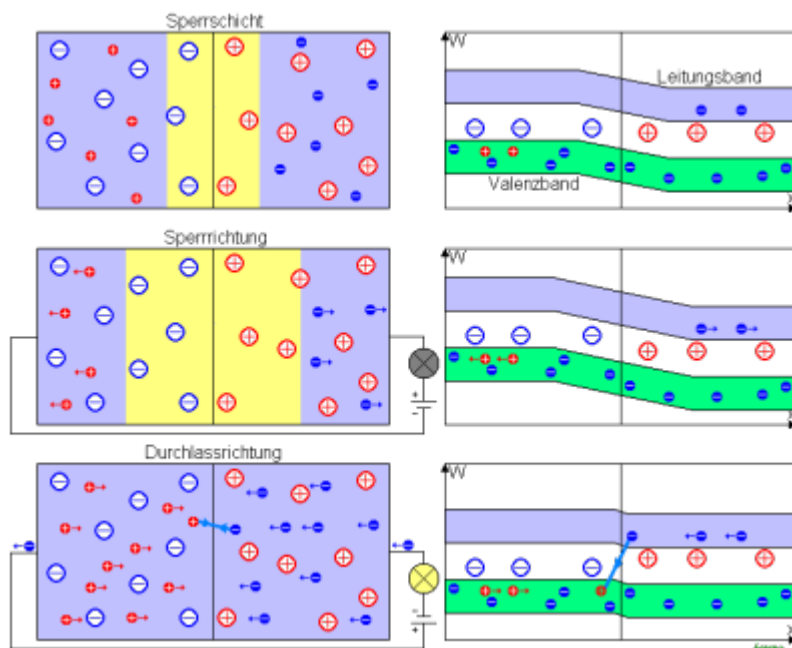 Sperrschicht
W
Leitungsband
Valenzband
x
Sperrrichtung
W
x
+
-
Durchlassrichtung
W
x
-
+